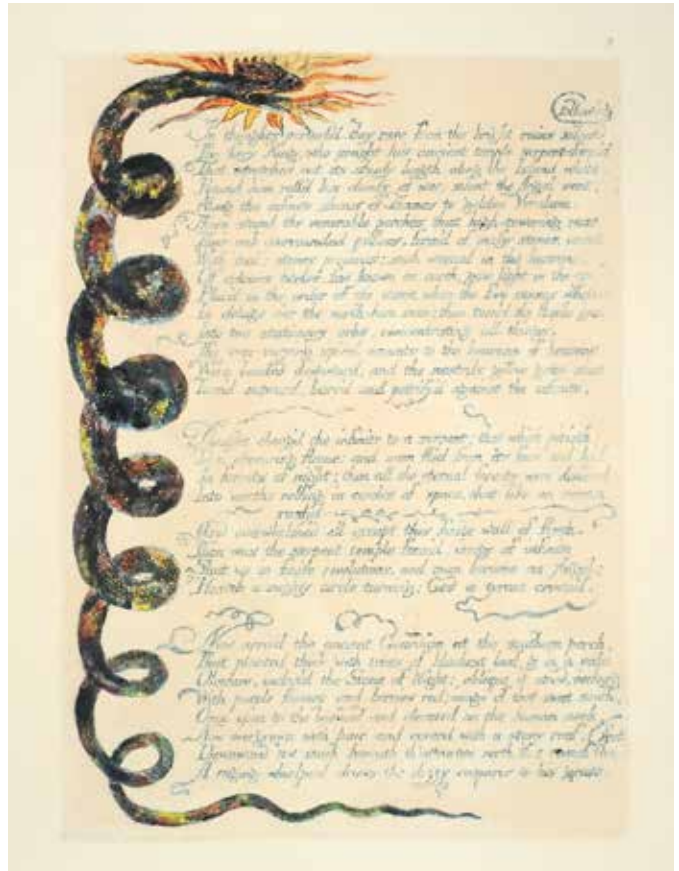 In thoughts perturb'd, they rose from the bright ruins silent
following
The fiery King, who sought his ancient temple serpent-form'd
That stretches out its shady length along the Island white.
Round him roll'd his clouds of war; silent the Angel went,
Along the infinite shores of Thames to golden Verulam.
There stand the venerable porches that high-towering rear
Their oak-surrounded pillars, form'd of massy stones, uncut
With tool; stones precious; such eternal in the heavens,
Of colours twelve, few known on earth, give light in the
Plac'd in the order of the stars, when the five senses whelm'd
In deluge o'er the earth-born man; then turn'd the fluxile eyes
Into two stationary orbs, concentrating all things.
The ever-varying spiral ascents to the heavens of heavens
Were bended downward; and the nostrils golden gates shut
Turn'd outward, barr'd and petrify'd against the infinite.
Thought chang'd the infinite to a serpent; that which pitieth:
To a devouring flame; and man fled from its face and hid
In forests of night; then all the eternal forests were divided
Into earths rolling in circles of space, that like an ocean
rush'd
And overwhelmed all except this finite wall of flesh.
Then was the serpent temple form'd, image of infinite
Shut up in finite revolutions, and man became an Angel;
Heaven a mighty circle turning; God a tyrant crown'd.
Now arriv'd the ancient Guardian at the southern porch,
That planted thick with trees of blackest leaf, & in a vale
Obscure, inclos'd the Stone of Night; oblique it stood, o'erhung
With purple flowers and berries red; image of that sweet south,
Once open to the heavens and elevated on the human neck,
Now overgrown with hair and coverd with a stony roof,
Downward 'tis sunk beneath th' attractive north, that round the feet
A raging whirlpool draws the dizzy enquirer to his grave: